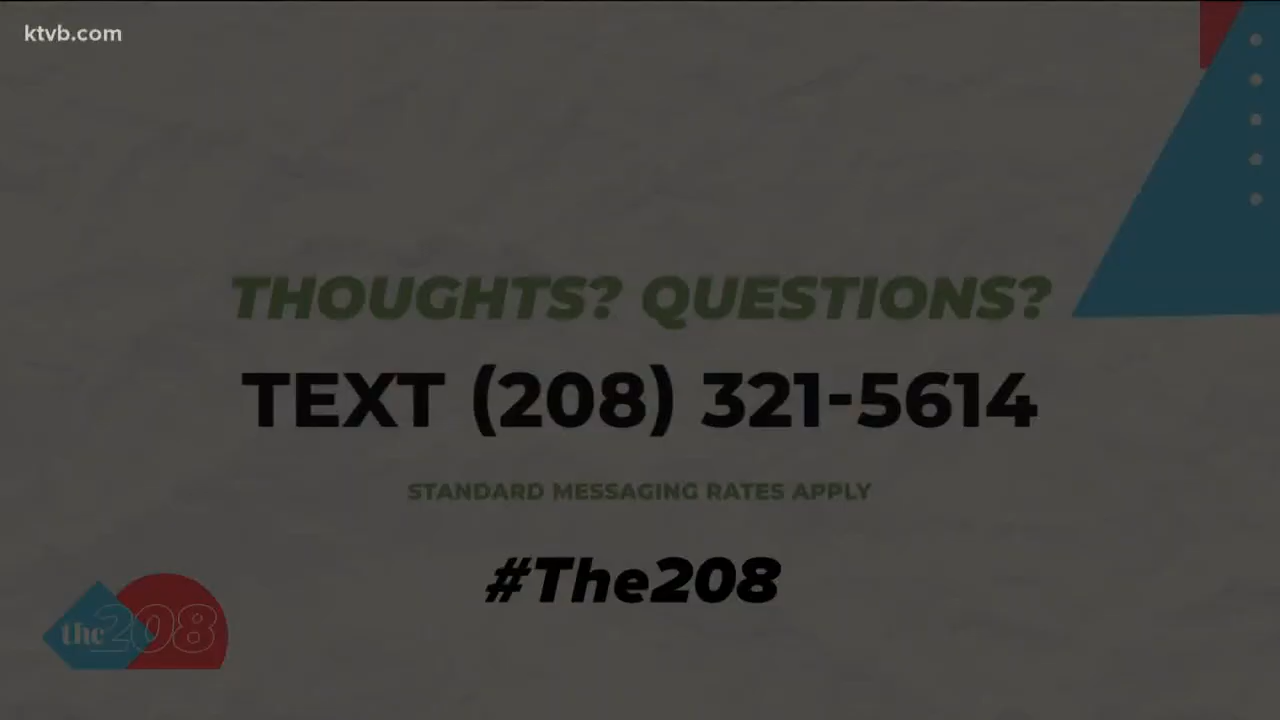 ktvb.com
THOUGHTS? QUESTIONS?
TEXT (208) 321-5614
STANDARD MESSAGING RATES APPLY
#The208
the208